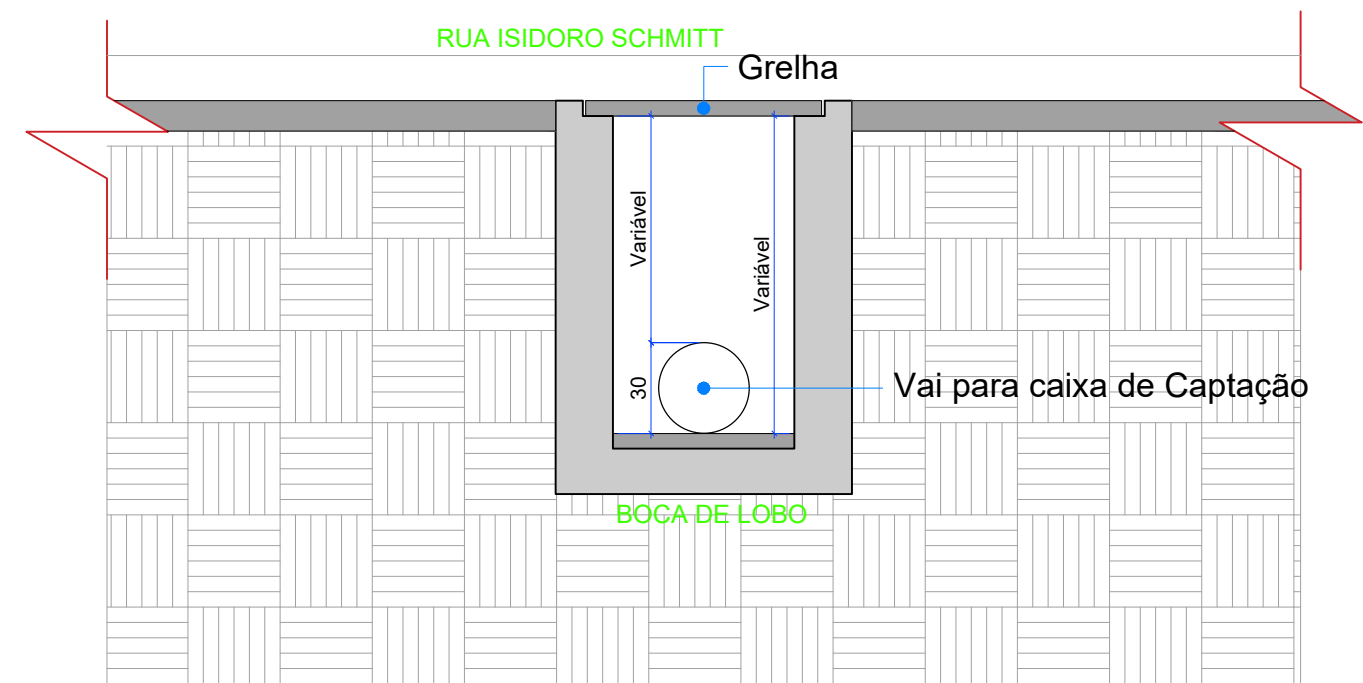 RUA ISIDORO SCHMITT
Grelha
Variável
Variável
30
Vai para caixa de Captação
BOCA DE LOBO